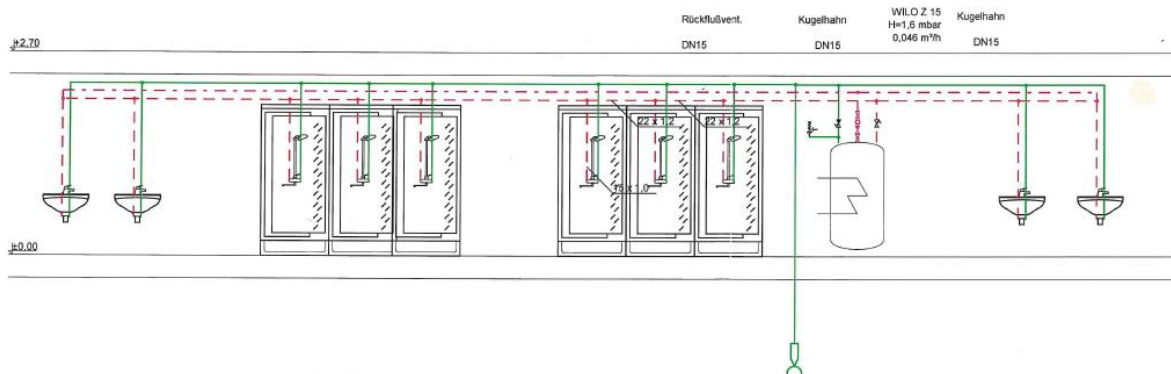 Rückflußvent.
DN15
Kugelhahn
DN15
WILO Z 15
H=1,6 mbar
0,046 m³/h
Kugelhahn
DN15
+2,70
22 x 1,2
22 x 1,2
15 x 1,0
±0.00